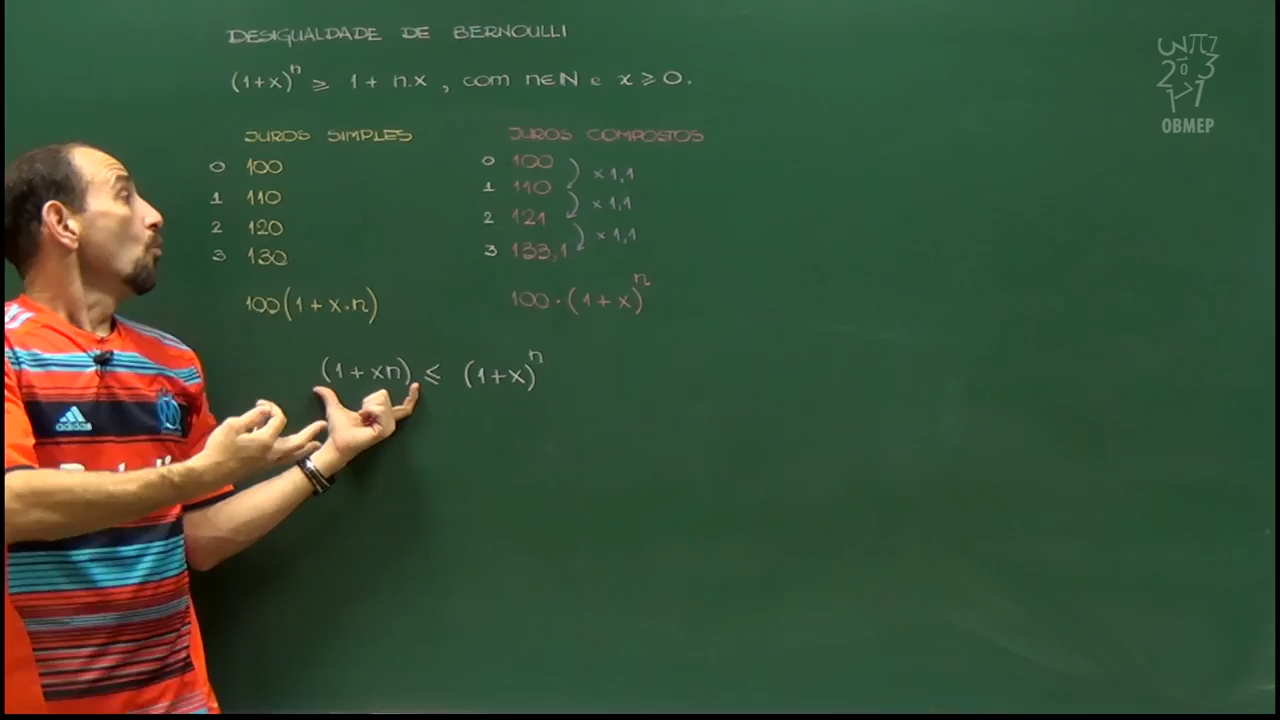 DESIGUALDADE DE BERNOULLI
(1+x)^n ≥ 1 + n.x , com n∈N e x ≥ 0.
JUROS SIMPLES
0 100
1 110
2 120
3 130
100(1+x·n)
JUROS COMPOSTOS
0 100
×1,1
1 110
×1,1
2 121
×1,1
3 133,1
100·(1+x)^n
(1+xn) ≤ (1+x)^n
adidas
OBMEP